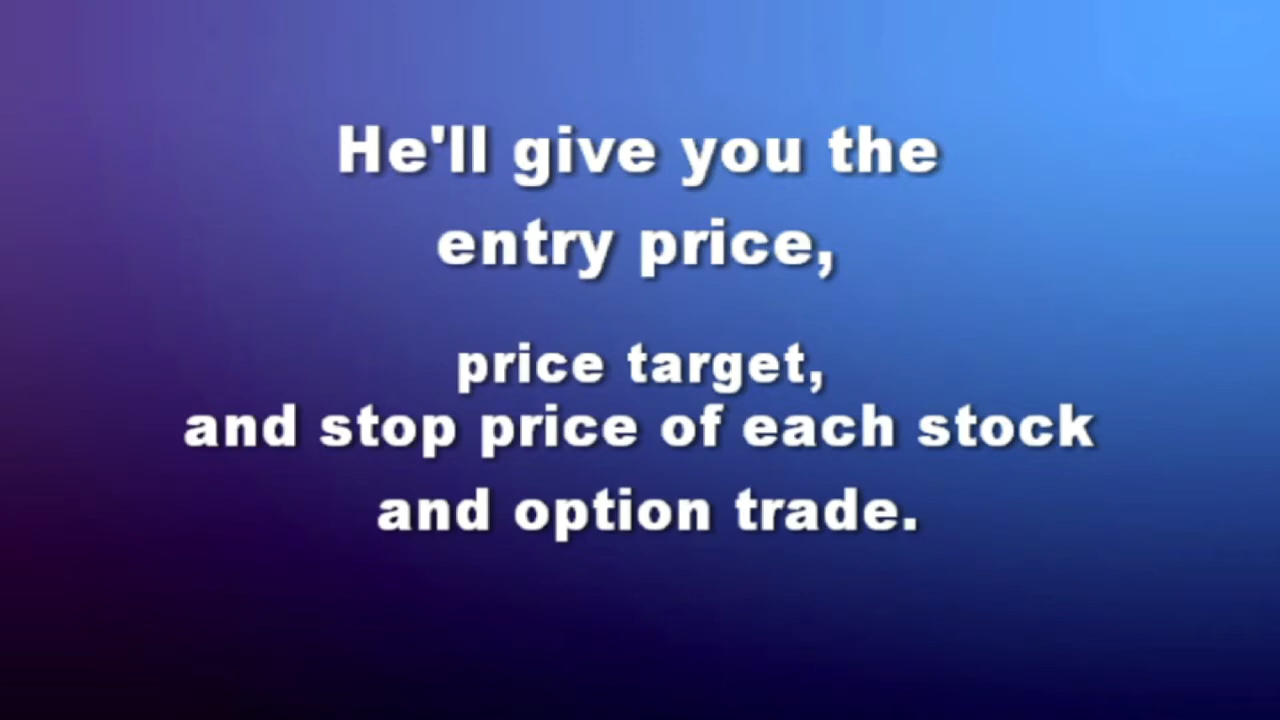 He'll give you the
entry price,
price target,
and stop price of each stock
and option trade.